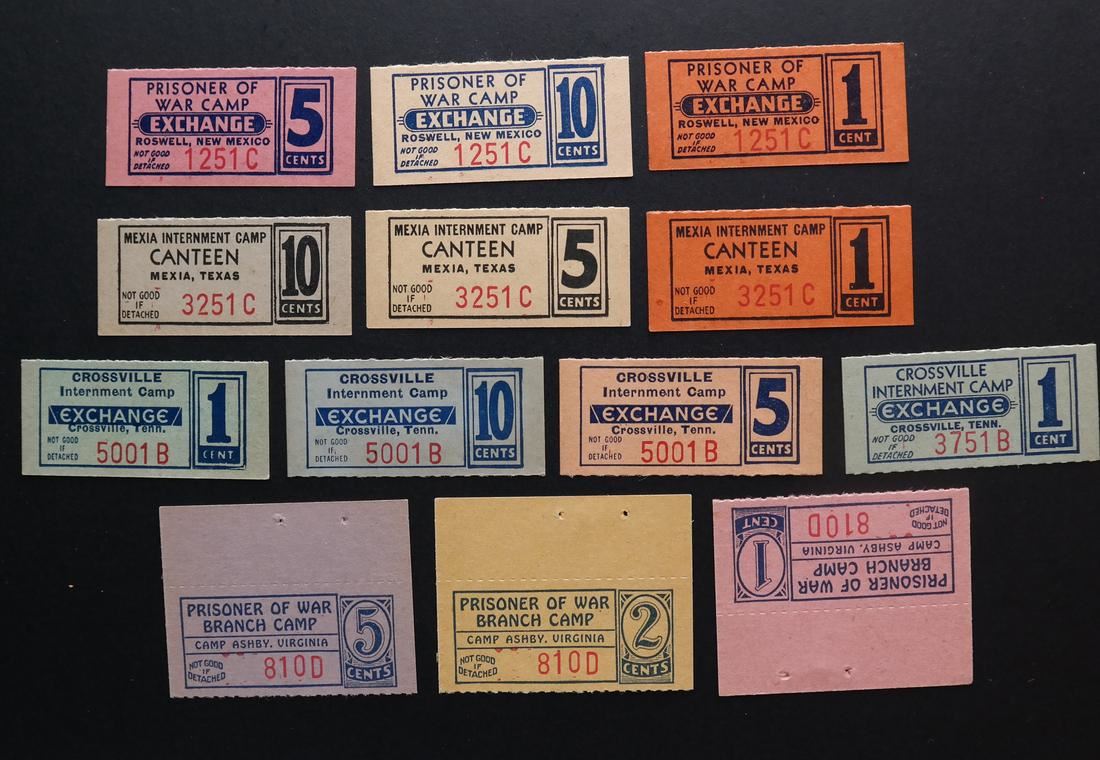 PRISONER OF
WAR CAMP
EXCHANGE
ROSWELL, NEW MEXICO
NOT GOOD
IF
DETACHED
1251 C
5
CENTS
PRISONER OF
WAR CAMP
EXCHANGE
ROSWELL, NEW MEXICO
NOT GOOD
IF
DETACHED
1251 C
10
CENTS
PRISONER OF
WAR CAMP
EXCHANGE
ROSWELL, NEW MEXICO
NOT GOOD
IF
DETACHED
1251 C
1
CENT
MEXIA INTERNMENT CAMP
CANTEEN
MEXIA, TEXAS
NOT GOOD
IF
DETACHED
3251 C
10
CENTS
MEXIA INTERNMENT CAMP
CANTEEN
MEXIA, TEXAS
NOT GOOD
IF
DETACHED
3251 C
5
CENTS
MEXIA INTERNMENT CAMP
CANTEEN
MEXIA, TEXAS
NOT GOOD
IF
DETACHED
3251 C
1
CENT
CROSSVILLE
Internment Camp
EXCHANGE
Crossville, Tenn.
NOT GOOD
IF
DETACHED
5001 B
1
CENT
CROSSVILLE
Internment Camp
EXCHANGE
Crossville, Tenn.
NOT GOOD
IF
DETACHED
5001 B
10
CENTS
CROSSVILLE
Internment Camp
EXCHANGE
Crossville, Tenn.
NOT GOOD
IF
DETACHED
5001 B
5
CENTS
CROSSVILLE
INTERNMENT CAMP
EXCHANGE
CROSSVILLE, TENN.
NOT GOOD
IF
DETACHED
3751 B
1
CENT
PRISONER OF WAR
BRANCH CAMP
CAMP ASHBY, VIRGINIA
NOT GOOD
IF
DETACHED
810D
5
CENTS
PRISONER OF WAR
BRANCH CAMP
CAMP ASHBY, VIRGINIA
NOT GOOD
IF
DETACHED
810D
2
CENTS
PRISONER OF WAR
BRANCH CAMP
CAMP ASHBY, VIRGINIA
NOT GOOD
IF
DETACHED
810D
1
CENT